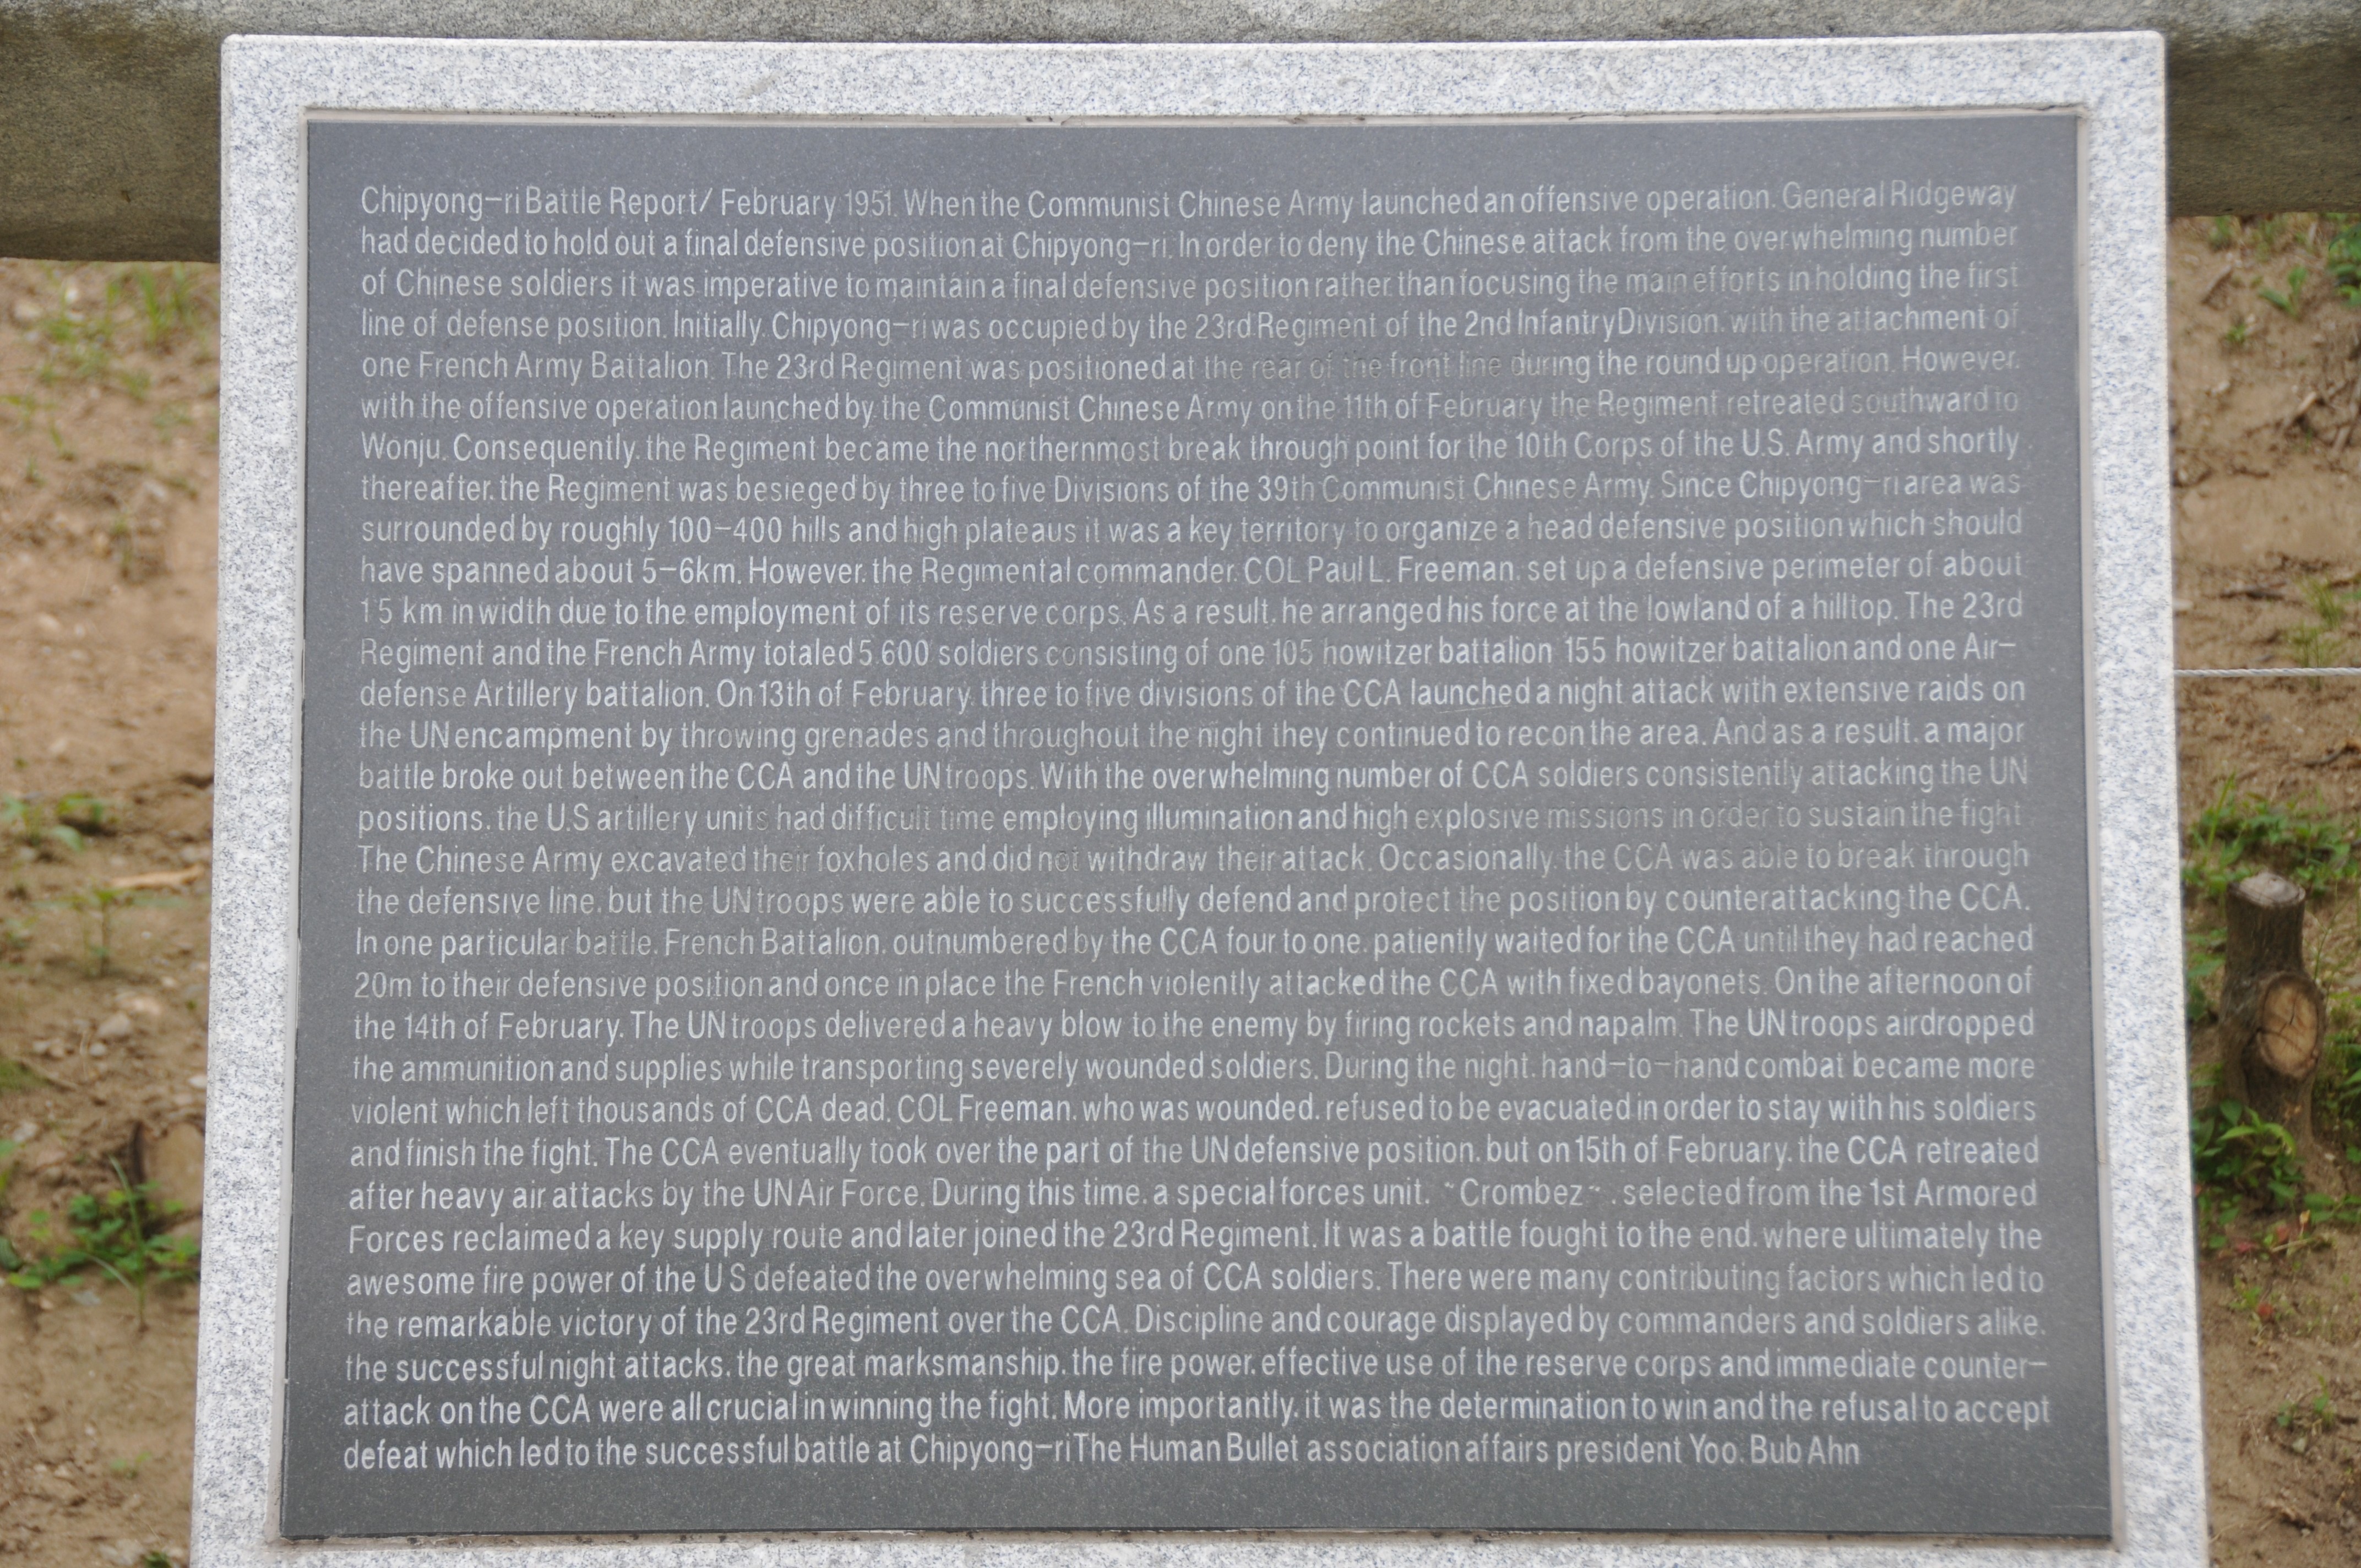 Chipyong-ri Battle Report/ February 1951. When the Communist Chinese Army launched an offensive operation. General Ridgeway
had decided to hold out a final defensive position at Chipyong-ri. In order to deny the Chinese attack from the overwhelming number
of Chinese soldiers it was imperative to maintain a final defensive position rather than focusing the main efforts in holding the first
line of defense position. Initially. Chipyong-ri was occupied by the 23rd Regiment of the 2nd Infantry Division. with the attachment of
one French Army Battalion. The 23rd Regiment was positioned at the rear of the front line during the round up operation. However.
with the offensive operation launched by. the Communist Chinese Army on the 11th of February the Regiment retreated southward to
Wonju. Consequently. the Regiment became the northernmost break through point for the 10th Corps of the U.S. Army and shortly
thereafter. the Regiment was besieged by three to five Divisions of the 39th Communist Chinese Army. Since Chipyong-ri area was
surrounded by roughly 100-400 hills and high plateaus it was a key territory to organize a head defensive position which should
have spanned about 5-6km. However. the Regimental commander. COL Paul L. Freeman. set up a defensive perimeter of about
1 5 km in width due to the employment of its reserve corps. As a result. he arranged his force at the lowland of a hilltop. The 23rd
Regiment and the French Army totaled 5.600 soldiers consisting of one 105 howitzer battalion 155 howitzer battalion and one Air-
defense Artillery battalion. On 13th of February. three to five divisions of the CCA launched a night attack with extensive raids on
the UN encampment by throwing grenades and throughout the night they continued to recon the area. And as a result. a major
battle broke out between the CCA and the UN troops. With the overwhelming number of CCA soldiers consistently attacking the UN
positions. the U.S artillery units had difficult time employing illumination and high explosive missions in order to sustain the fight
The Chinese Army excavated their foxholes and did not withdraw their attack. Occasionally. the CCA was able to break through
the defensive line. but the UN troops were able to successfully defend and protect the position by counterattacking the CCA.
In one particular battle. French Battalion. outnumbered by the CCA four to one. patiently waited for the CCA until they had reached
20m to their defensive position and once in place the French violently attacked the CCA with fixed bayonets. On the afternoon of
the 14th of February. The UN troops delivered a heavy blow to the enemy by firing rockets and napalm. The UN troops airdropped
the ammunition and supplies while transporting severely wounded soldiers. During the night. hand-to-hand combat became more
violent which left thousands of CCA dead. COL Freeman. who was wounded. refused to be evacuated in order to stay with his soldiers
and finish the fight. The CCA eventually took over the part of the UN defensive position. but on 15th of February. the CCA retreated
after heavy air attacks by the UN Air Force. During this time. a special forces unit. ˜Crombez˜ . selected from the 1st Armored
Forces reclaimed a key supply route and later joined the 23rd Regiment. It was a battle fought to the end. where ultimately the
awesome fire power of the U S defeated the overwhelming sea of CCA soldiers. There were many contributing factors which led to
the remarkable victory of the 23rd Regiment over the CCA. Discipline and courage displayed by commanders and soldiers alike.
the successful night attacks. the great marksmanship. the fire power. effective use of the reserve corps and immediate counter-
attack on the CCA were all crucial in winning the fight. More importantly. it was the determination to win and the refusal to accept
defeat which led to the successful battle at Chipyong-ri The Human Bullet association affairs president Yoo. Bub Ahn